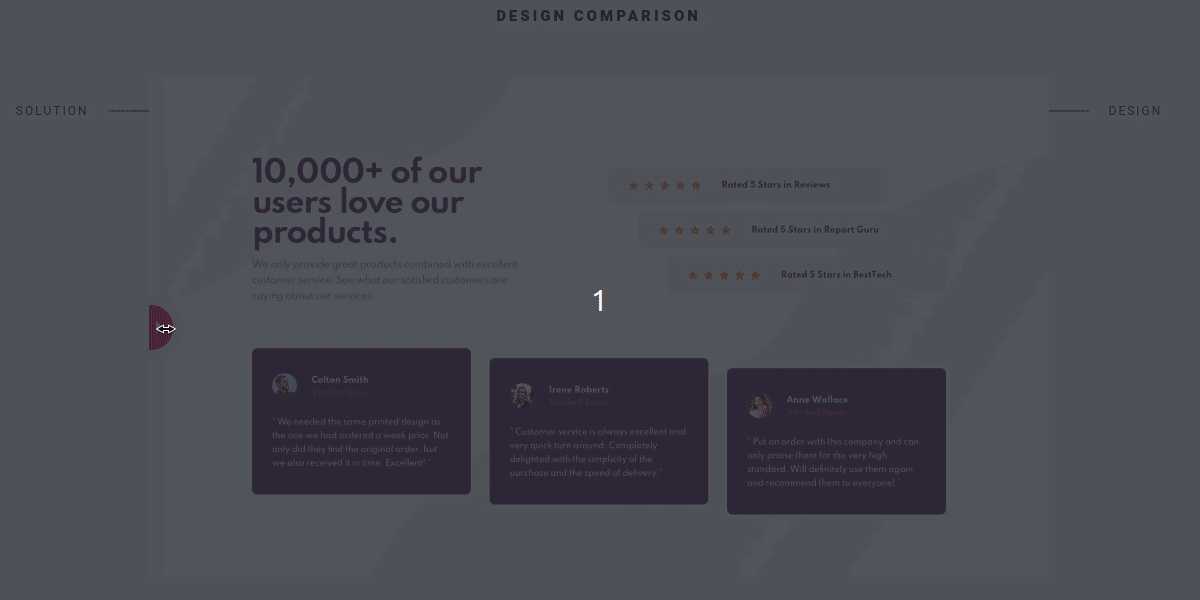 DESIGN COMPARISON
SOLUTION
DESIGN
10,000+ of our
users love our
products.
We only provide great products combined with excellent
customer service. See what our satisfied customers are
saying about our services.
Rated 5 Stars in Reviews
Rated 5 Stars in Report Guru
Rated 5 Stars in BestTech
1
Colton Smith
Verified Buyer
" We needed the same printed design as
the one we had ordered a week prior. Not
only did they find the original order, but
we also received it in time. Excellent! "
Irene Roberts
Verified Buyer
" Customer service is always excellent and
very quick turn around. Completely
delighted with the simplicity of the
purchase and the speed of delivery. "
Anne Wallace
Verified Buyer
" Put an order with this company and can
only praise them for the very high
standard. Will definitely use them again
and recommend them to everyone! "